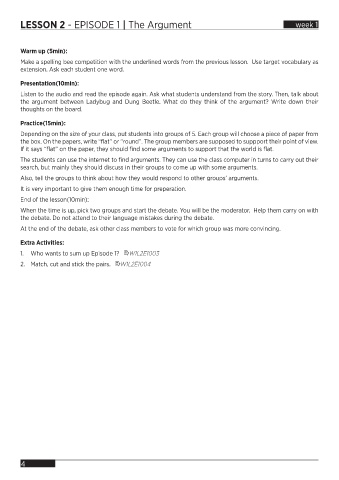 LESSON 2 - EPISODE 1 | The Argument
week 1
Warm up (5min):
Make a spelling bee competition with the underlined words from the previous lesson. Use target vocabulary as
extension. Ask each student one word.
Presentation(10min):
Listen to the audio and read the episode again. Ask what students understand from the story. Then, talk about
the argument between Ladybug and Dung Beetle. What do they think of the argument? Write down their
thoughts on the board.
Practice(15min):
Depending on the size of your class, put students into groups of 5. Each group will choose a piece of paper from
the box. On the papers, write "flat" or "round". The group members are supposed to suppport their point of view.
If it says "flat" on the paper, they should find some arguments to support that the world is flat.
The students can use the internet to find arguments. They can use the class computer in turns to carry out their
search, but mainly they should discuss in their groups to come up with some arguments.
Also, tell the groups to think about how they would respond to other groups' arguments.
It is very important to give them enough time for preparation.
End of the lesson(10min):
When the time is up, pick two groups and start the debate. You will be the moderator. Help them carry on with
the debate. Do not attend to their language mistakes during the debate.
At the end of the debate, ask other class members to vote for which group was more convincing.
Extra Activities:
1. Who wants to sum up Episode 1? W1L2E1003
2. Match, cut and stick the pairs. W1L2E1004
4